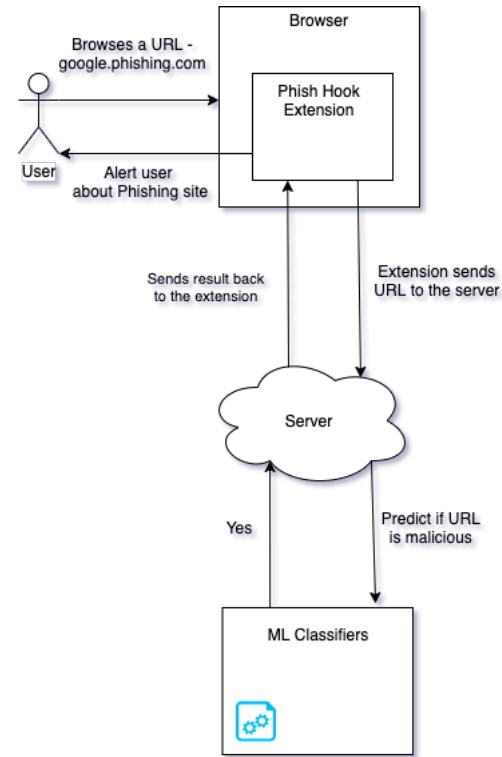 Browser
Browses a URL -
google.phishing.com
Phish Hook
Extension
User
Alert user
about Phishing site
Sends result back
to the extension
Extension sends
URL to the server
Server
Yes
Predict if URL
is malicious
ML Classifiers